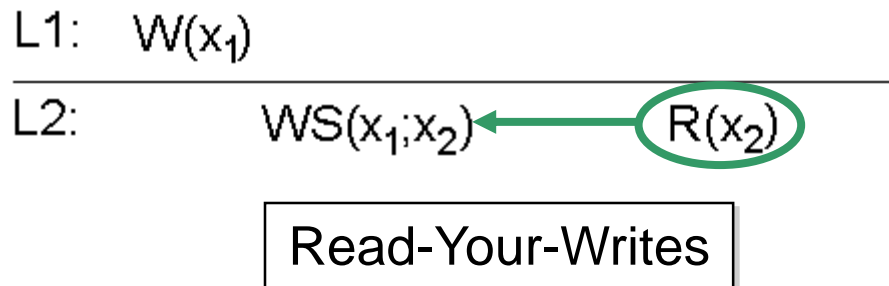 L1: W(x₁)
L2: WS(x₁;x₂) R(x₂)
Read-Your-Writes